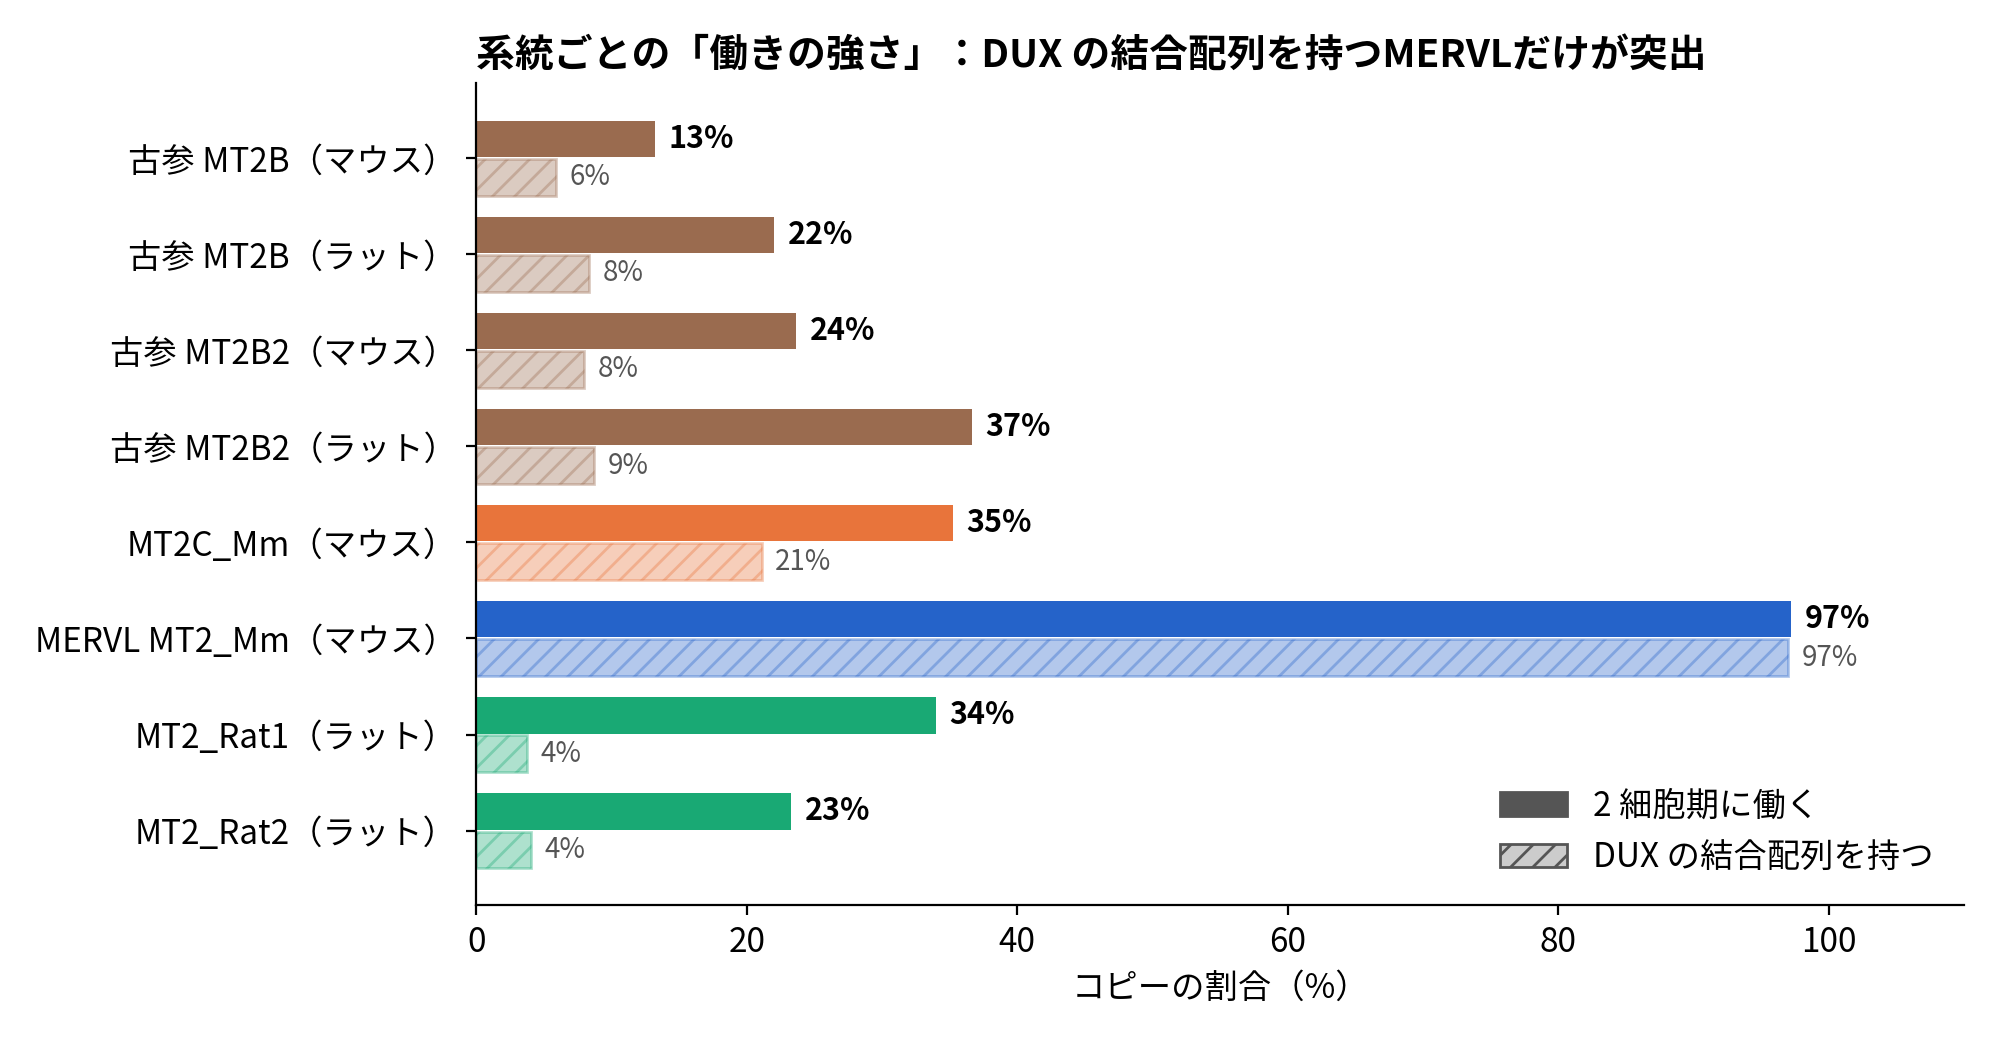 系統ごとの「働きの強さ」：DUX の結合配列を持つMERVLだけが突出
古参 MT2B（マウス）
13%
6%
古参 MT2B（ラット）
22%
8%
古参 MT2B2（マウス）
24%
8%
古参 MT2B2（ラット）
37%
9%
MT2C_Mm（マウス）
35%
21%
MERVL MT2_Mm（マウス）
97%
97%
MT2_Rat1（ラット）
34%
4%
MT2_Rat2（ラット）
23%
4%
2 細胞期に働く
DUX の結合配列を持つ
0 20 40 60 80 100
コピーの割合（%）